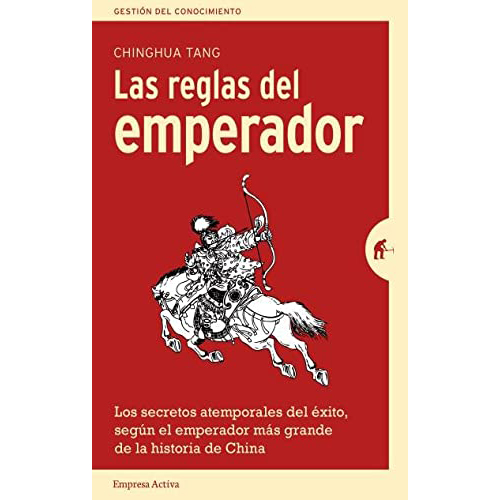 GESTIÓN DEL CONOCIMIENTO
CHINGHUA TANG
Las reglas del
emperador
Los secretos atemporales del éxito,
según el emperador más grande
de la historia de China
Empresa Activa